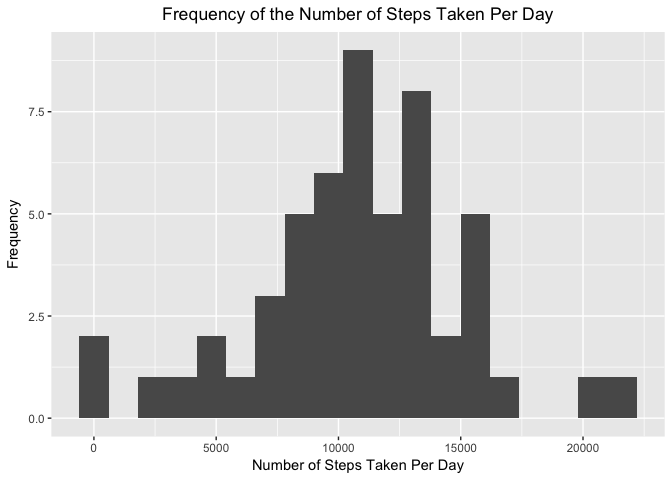 Frequency of the Number of Steps Taken Per Day
Frequency
7.5
5.0
2.5
0.0
0 5000 10000 15000 20000
Number of Steps Taken Per Day